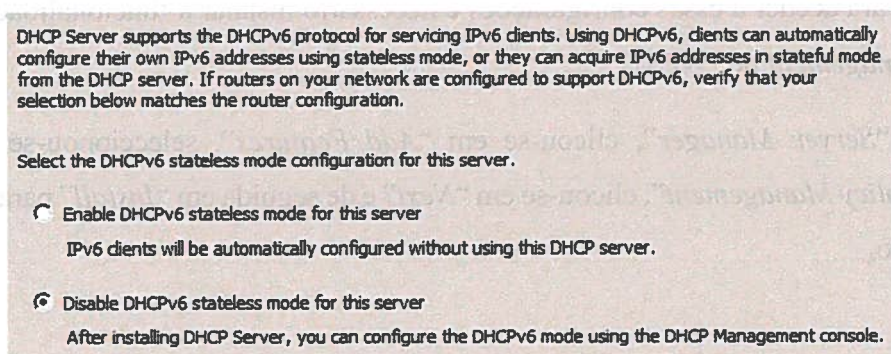 DHCP Server supports the DHCPv6 protocol for servicing IPv6 clients. Using DHCPv6, clients can automatically
configure their own IPv6 addresses using stateless mode, or they can acquire IPv6 addresses in stateful mode
from the DHCP server. If routers on your network are configured to support DHCPv6, verify that your
selection below matches the router configuration.
Select the DHCPv6 stateless mode configuration for this server.
Enable DHCPv6 stateless mode for this server
IPv6 clients will be automatically configured without using this DHCP server.
Disable DHCPv6 stateless mode for this server
After installing DHCP Server, you can configure the DHCPv6 mode using the DHCP Management console.